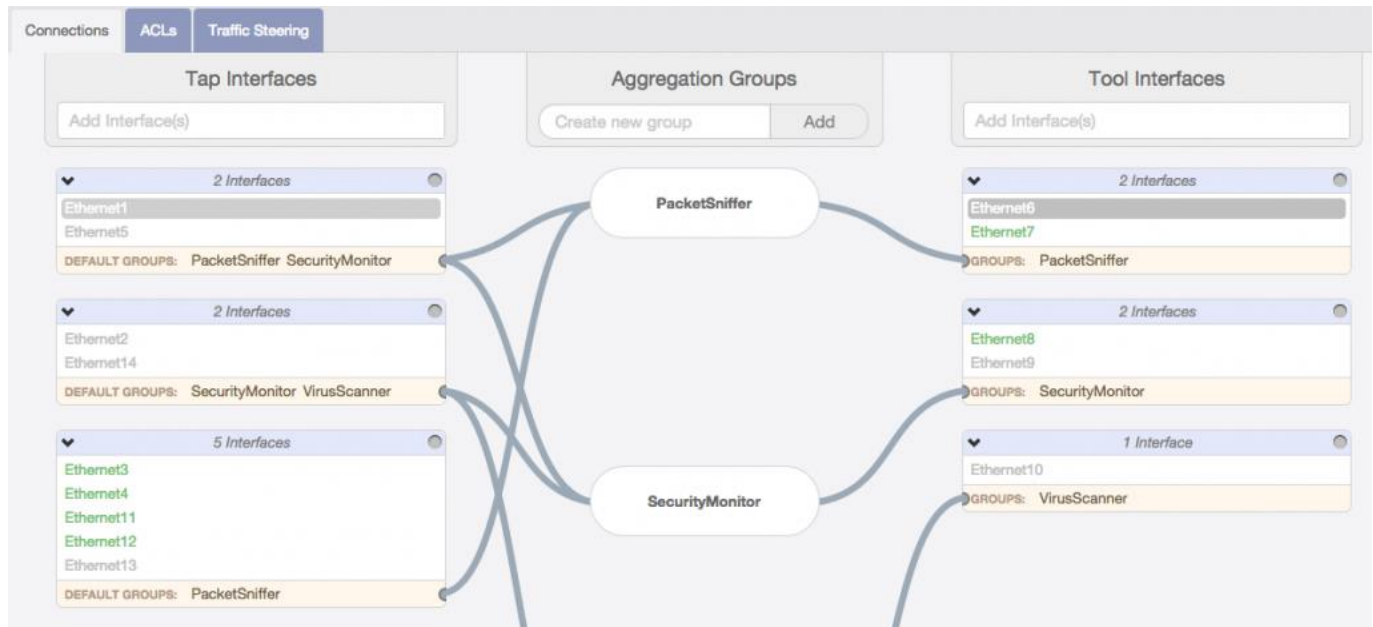 Connections ACLs Traffic Steering
Tap Interfaces
Add Interface(s)
2 Interfaces
Ethernet1
Ethernet5
DEFAULT GROUPS: PacketSniffer SecurityMonitor
2 Interfaces
Ethernet2
Ethernet14
DEFAULT GROUPS: SecurityMonitor VirusScanner
5 Interfaces
Ethernet3
Ethernet4
Ethernet11
Ethernet12
Ethernet13
DEFAULT GROUPS: PacketSniffer
Aggregation Groups
Create new group Add
PacketSniffer
SecurityMonitor
Tool Interfaces
Add Interface(s)
2 Interfaces
Ethernet6
Ethernet7
GROUPS: PacketSniffer
2 Interfaces
Ethernet8
Ethernet9
GROUPS: SecurityMonitor
1 Interface
Ethernet10
GROUPS: VirusScanner